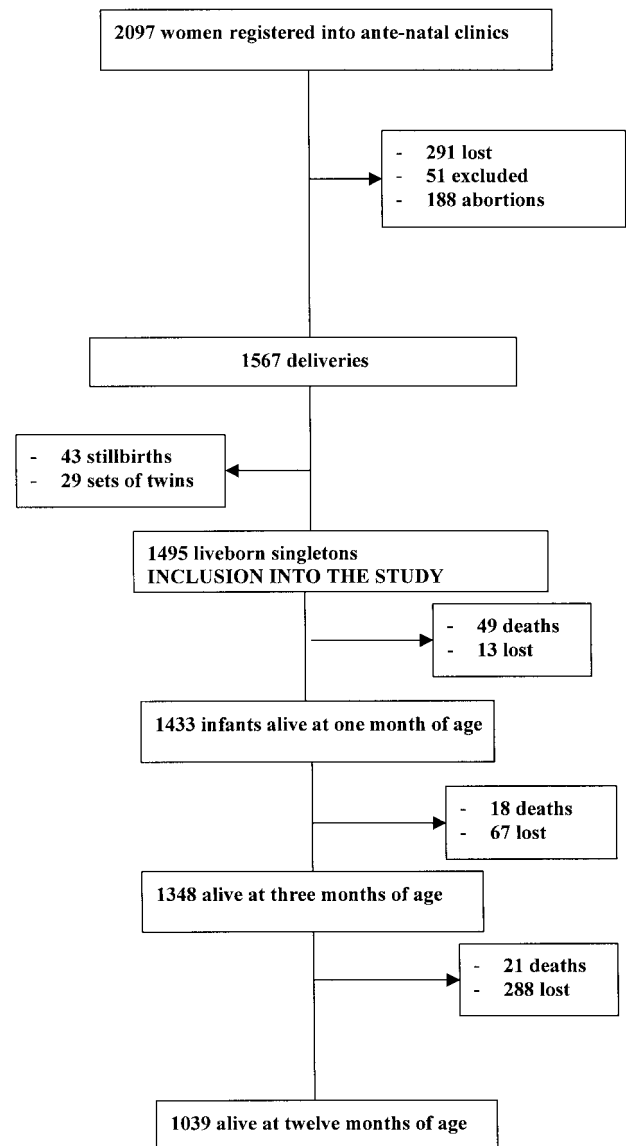 2097 women registered into ante-natal clinics
- 291 lost
- 51 excluded
- 188 abortions
1567 deliveries
- 43 stillbirths
- 29 sets of twins
1495 liveborn singletons
INCLUSION INTO THE STUDY
- 49 deaths
- 13 lost
1433 infants alive at one month of age
- 18 deaths
- 67 lost
1348 alive at three months of age
- 21 deaths
- 288 lost
1039 alive at twelve months of age